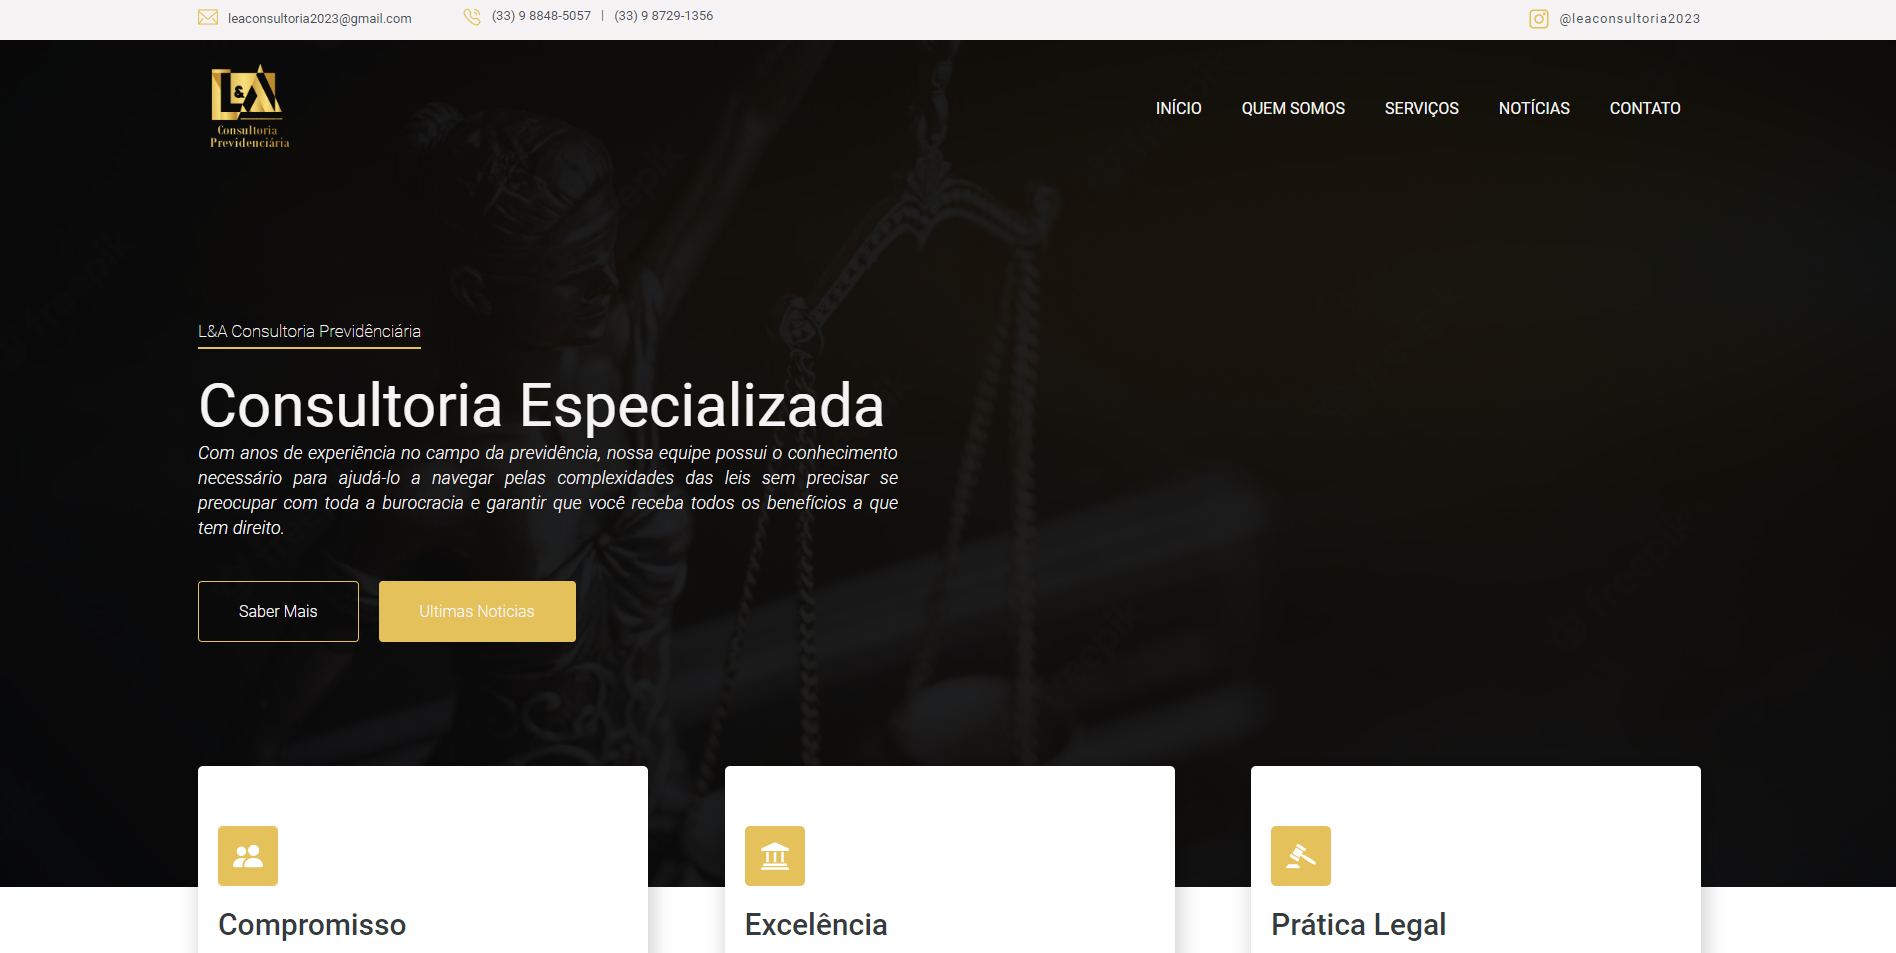 leaconsultoria2023@gmail.com
(33) 9 8848-5057 | (33) 9 8729-1356
@leaconsultoria2023
L&A
Consultoria
Previdenciária
INÍCIO
QUEM SOMOS
SERVIÇOS
NOTÍCIAS
CONTATO
L&A Consultoria Previdênciária
Consultoria Especializada
Com anos de experiência no campo da previdência, nossa equipe possui o conhecimento
necessário para ajudá-lo a navegar pelas complexidades das leis sem precisar se
preocupar com toda a burocracia e garantir que você receba todos os benefícios a que
tem direito.
Saber Mais
Ultimas Noticias
Compromisso
Excelência
Prática Legal